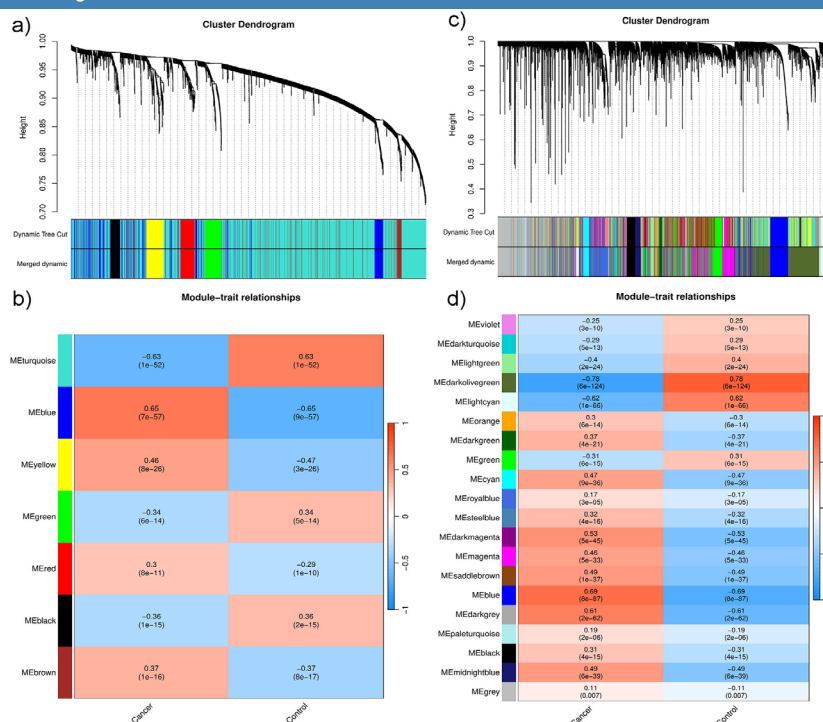 a)
Cluster Dendrogram
Height
1.00
0.95
0.90
0.85
0.80
0.75
0.70
Dynamic Tree Cut
Merged dynamic
b)
Module-trait relationships
MEturquoise
−0.63
(1e−52)
0.63
(1e−52)
MEblue
0.65
(7e−57)
−0.65
(9e−57)
MEyellow
0.46
(8e−26)
−0.47
(3e−26)
MEgreen
−0.34
(6e−14)
0.34
(5e−14)
MEred
0.3
(8e−11)
−0.29
(1e−10)
MEblack
−0.36
(1e−15)
0.36
(2e−15)
MEbrown
0.37
(1e−16)
−0.37
(8e−17)
Cancer
Control
1
0.5
0
−0.5
−1
c)
Cluster Dendrogram
Height
1.0
0.9
0.8
0.7
0.6
0.5
0.4
0.3
Dynamic Tree Cut
Merged dynamic
d)
Module−trait relationships
MEviolet
−0.25
(3e−10)
0.25
(3e−10)
MEdarkturquoise
−0.29
(5e−13)
0.29
(5e−13)
MElightgreen
−0.4
(2e−24)
0.4
(2e−24)
MEdarkolivegreen
−0.78
(6e−124)
0.78
(6e−124)
MElightcyan
−0.62
(1e−66)
0.62
(1e−66)
MEorange
0.3
(6e−14)
−0.3
(6e−14)
MEdarkgreen
0.37
(4e−21)
−0.37
(4e−21)
MEgreen
−0.31
(6e−15)
0.31
(6e−15)
MEcyan
0.47
(9e−36)
−0.47
(9e−36)
MEroyalblue
0.17
(3e−05)
−0.17
(3e−05)
MEsteelblue
0.32
(4e−16)
−0.32
(4e−16)
MEdarkmagenta
0.53
(5e−45)
−0.53
(5e−45)
MEmagenta
0.46
(5e−33)
−0.46
(5e−33)
MEsaddlebrown
0.49
(1e−37)
−0.49
(1e−37)
MEblue
0.69
(8e−87)
−0.69
(8e−87)
MEdarkgrey
0.61
(2e−62)
−0.61
(2e−62)
MEpaleturquoise
0.19
(2e−06)
−0.19
(2e−06)
MEblack
0.31
(4e−15)
−0.31
(4e−15)
MEmidnightblue
0.49
(6e−39)
−0.49
(6e−39)
MEgrey
0.11
(0.007)
−0.11
(0.007)
Cancer
Control